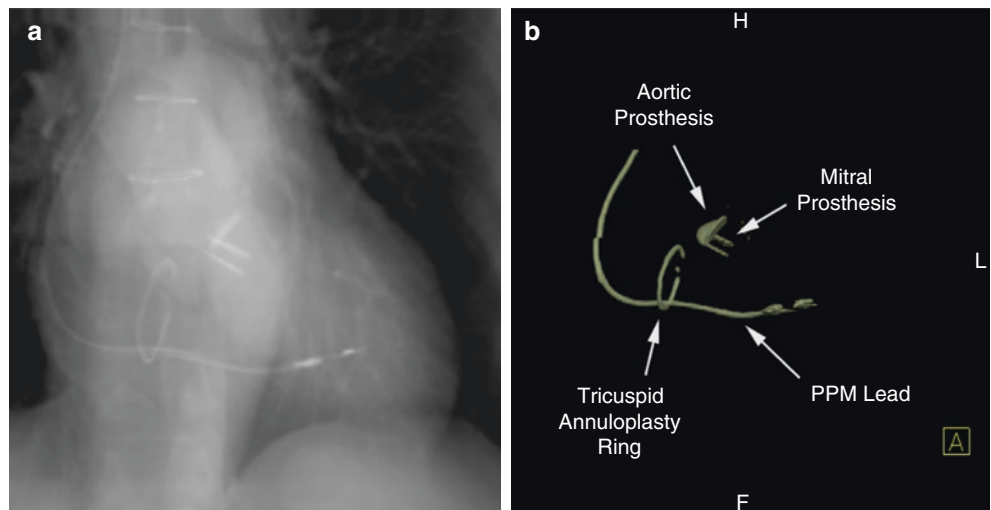 a
b
H
Aortic
Prosthesis
Mitral
Prosthesis
L
Tricuspid
Annuloplasty
Ring
PPM Lead
A
F